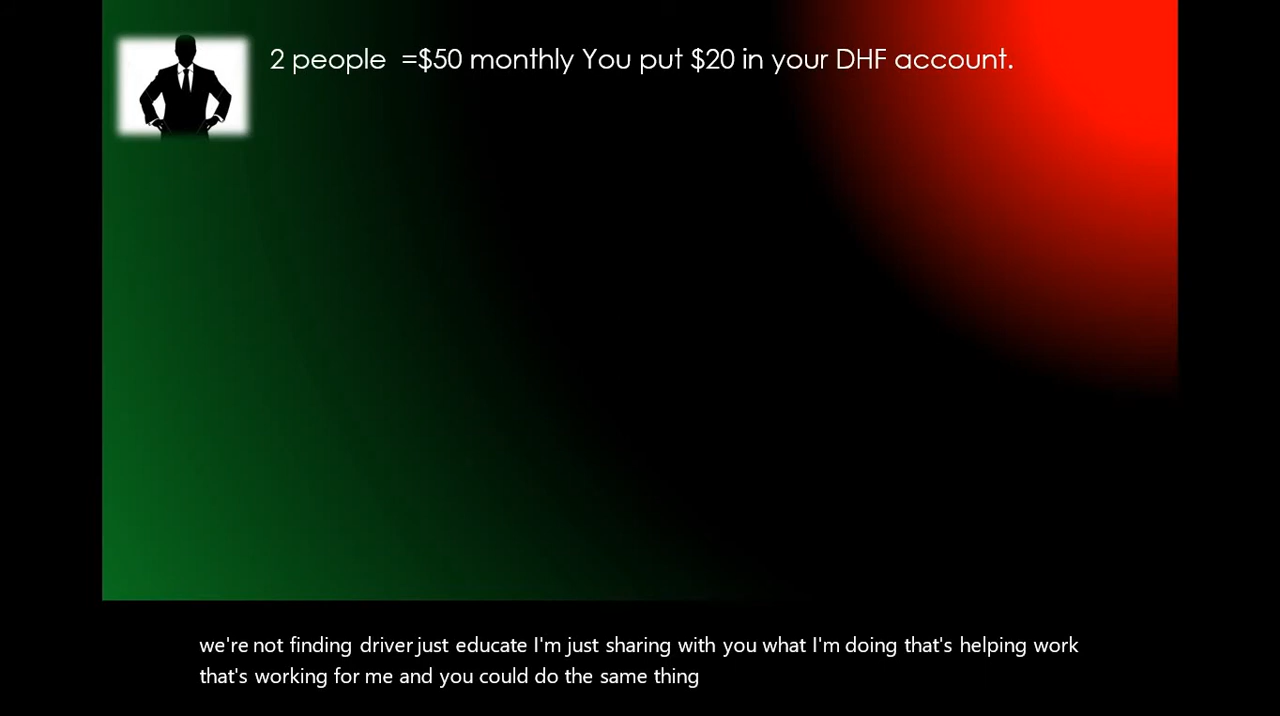 2 people =$50 monthly You put $20 in your DHF account.
we're not finding driver just educate I'm just sharing with you what I'm doing that's helping work
that's working for me and you could do the same thing